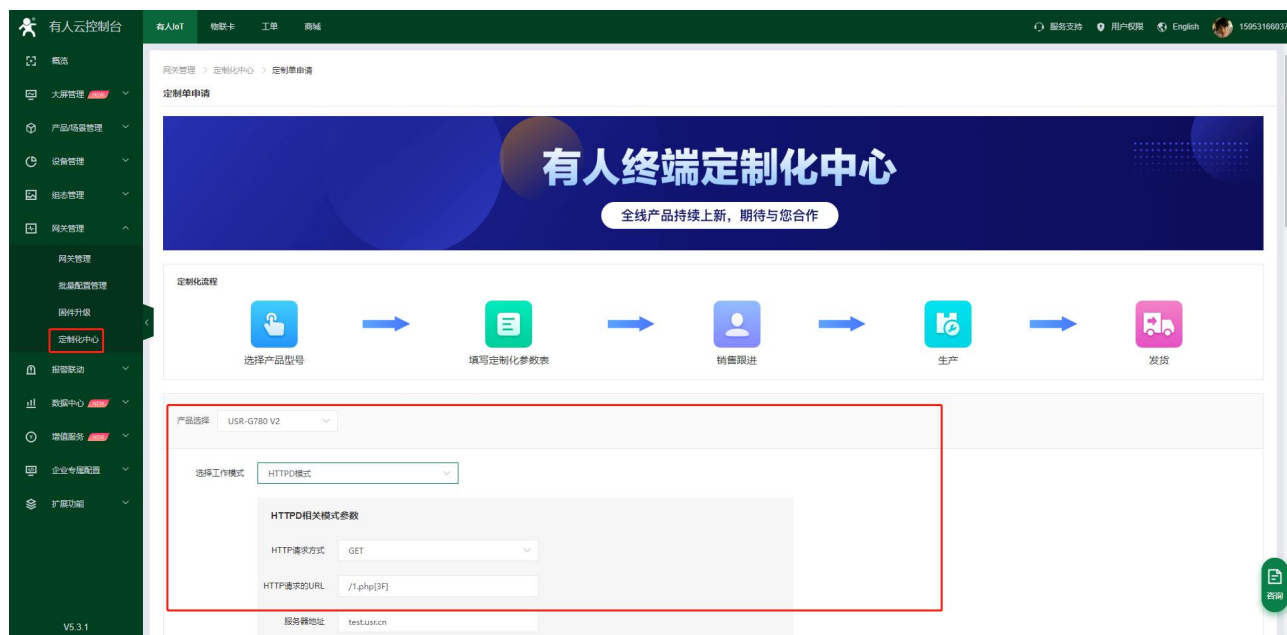 有人云控制台
有人IoT 物联卡 工单 商城
服务支持 用户权限 English 15953166037
概览
大屏管理 NEW
产品/场景管理
设备管理
组态管理
网关管理
网关管理
批量配置管理
固件升级
定制化中心
报警联动
数据中心 NEW
增值服务 NEW
企业专属配置
扩展功能
V5.3.1
网关管理 > 定制化中心 > 定制单申请
定制单申请
有人终端定制化中心
全线产品持续上新，期待与您合作
定制化流程
选择产品型号 填写定制化参数表 销售跟进 生产 发货
产品选择 USR-G780 V2
选择工作模式 HTTPD模式
HTTPD相关模式参数
HTTP请求方式 GET
HTTP请求的URL /1.php[3F]
服务器地址 test.usr.cn
咨询